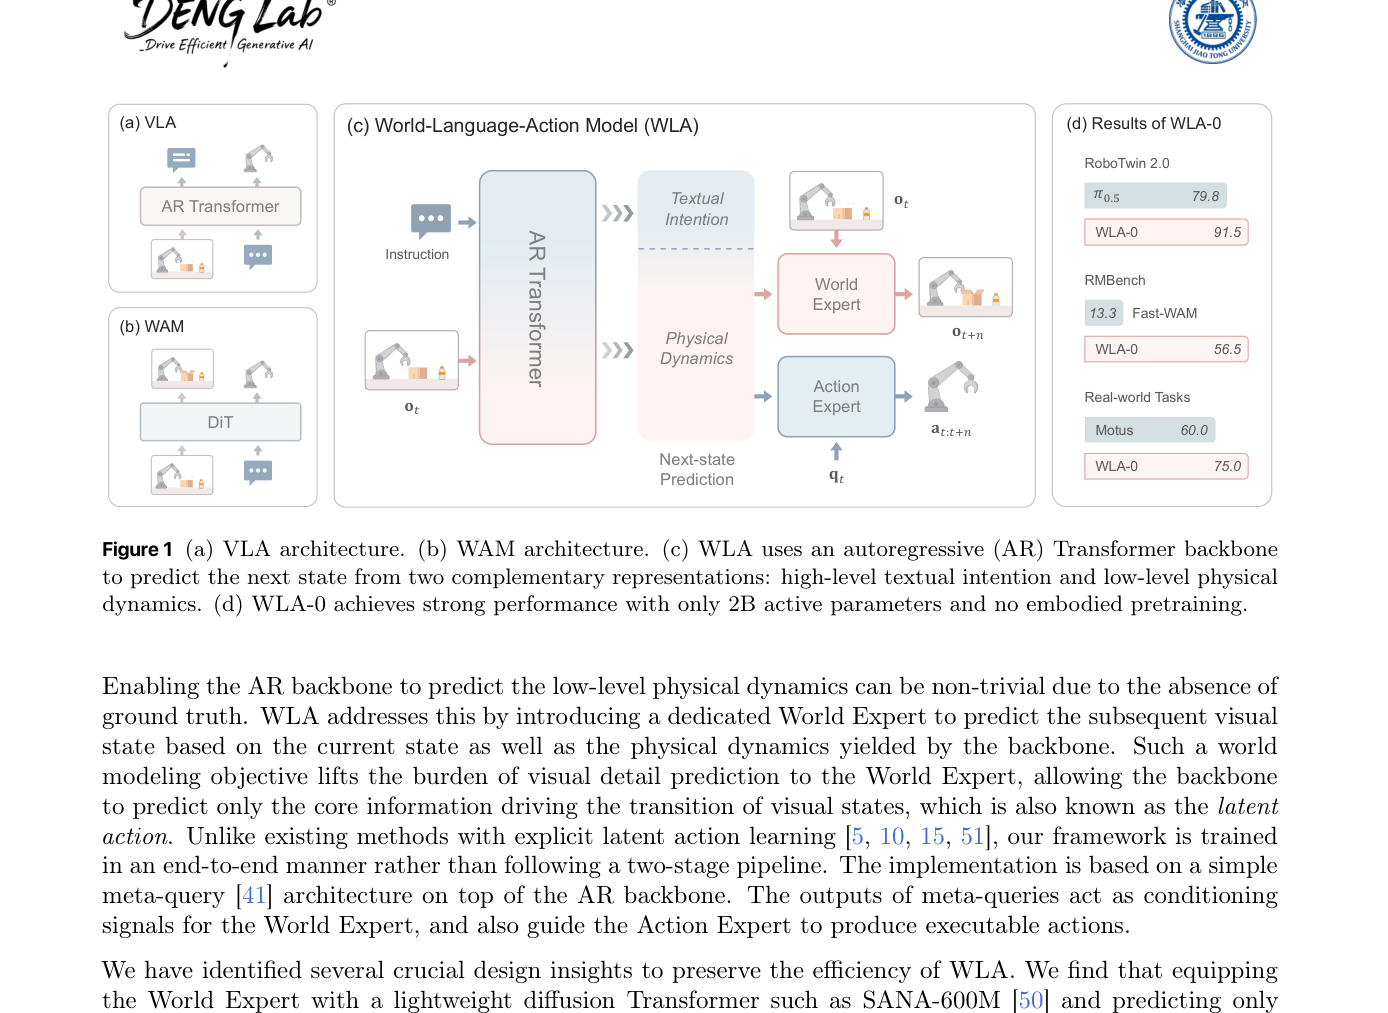 DENG Lab®
Drive Efficient Generative AI
SHANGHAI JIAO TONG UNIVERSITY
1896
(a) VLA
AR Transformer
(b) WAM
DiT
(c) World-Language-Action Model (WLA)
Instruction
o_t
AR Transformer
Textual
Intention
Physical
Dynamics
Next-state
Prediction
o_t
World
Expert
o_{t+n}
Action
Expert
a_{t:t+n}
q_t
(d) Results of WLA-0
RoboTwin 2.0
π_{0.5} 79.8
WLA-0 91.5
RMBench
13.3 Fast-WAM
WLA-0 56.5
Real-world Tasks
Motus 60.0
WLA-0 75.0
Figure 1 (a) VLA architecture. (b) WAM architecture. (c) WLA uses an autoregressive (AR) Transformer backbone
to predict the next state from two complementary representations: high-level textual intention and low-level physical
dynamics. (d) WLA-0 achieves strong performance with only 2B active parameters and no embodied pretraining.
Enabling the AR backbone to predict the low-level physical dynamics can be non-trivial due to the absence of
ground truth. WLA addresses this by introducing a dedicated World Expert to predict the subsequent visual
state based on the current state as well as the physical dynamics yielded by the backbone. Such a world
modeling objective lifts the burden of visual detail prediction to the World Expert, allowing the backbone
to predict only the core information driving the transition of visual states, which is also known as the latent
action. Unlike existing methods with explicit latent action learning [5, 10, 15, 51], our framework is trained
in an end-to-end manner rather than following a two-stage pipeline. The implementation is based on a simple
meta-query [41] architecture on top of the AR backbone. The outputs of meta-queries act as conditioning
signals for the World Expert, and also guide the Action Expert to produce executable actions.
We have identified several crucial design insights to preserve the efficiency of WLA. We find that equipping
the World Expert with a lightweight diffusion Transformer such as SANA-600M [50] and predicting only